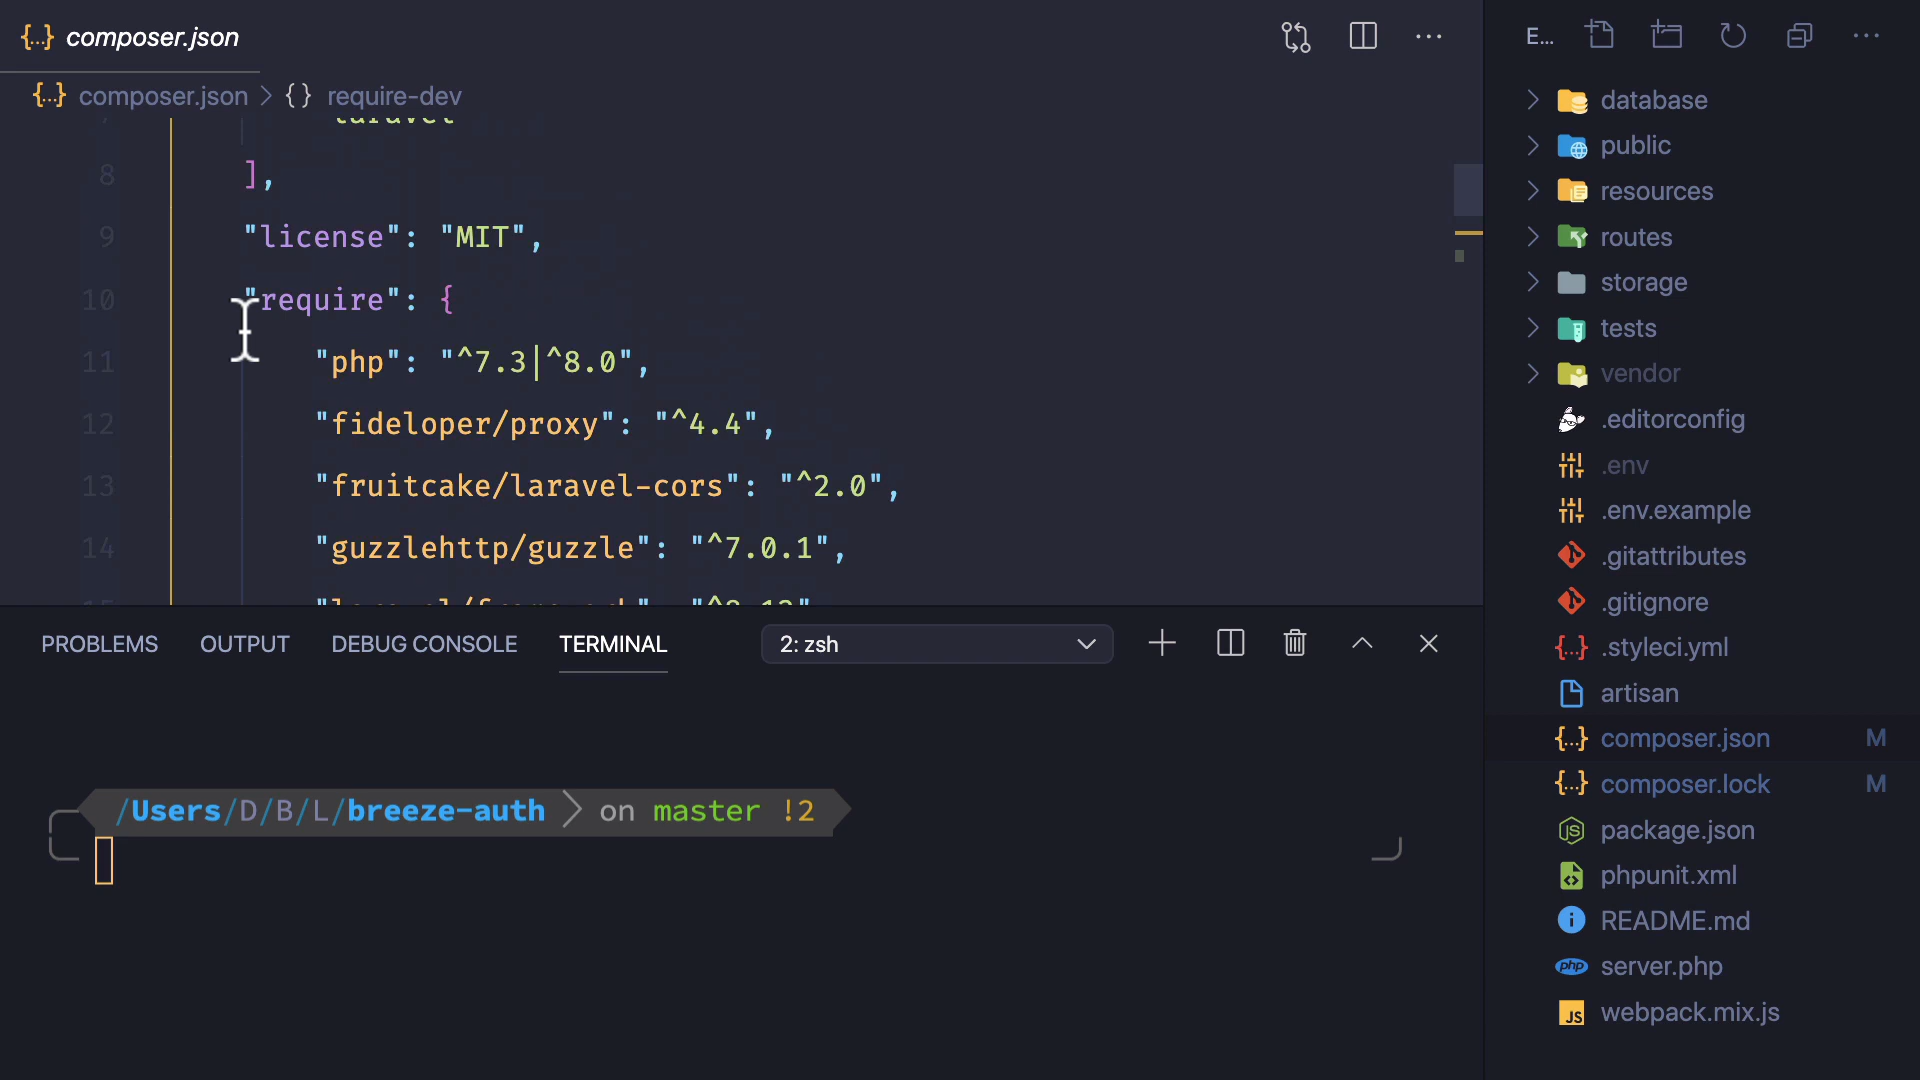 {..} composer.json
{..} composer.json > {} require-dev
8 ],
9 "license": "MIT",
10 "require": {
11 "php": "^7.3|^8.0",
12 "fideloper/proxy": "^4.4",
13 "fruitcake/laravel-cors": "^2.0",
14 "guzzlehttp/guzzle": "^7.0.1",
PROBLEMS OUTPUT DEBUG CONSOLE TERMINAL 2: zsh
/Users/D/B/L/breeze-auth > on master !2
E...
database
public
resources
routes
storage
tests
vendor
.editorconfig
.env
.env.example
.gitattributes
.gitignore
{..} .styleci.yml
artisan
{..} composer.json M
{..} composer.lock M
JS package.json
phpunit.xml
i README.md
php server.php
JS webpack.mix.js